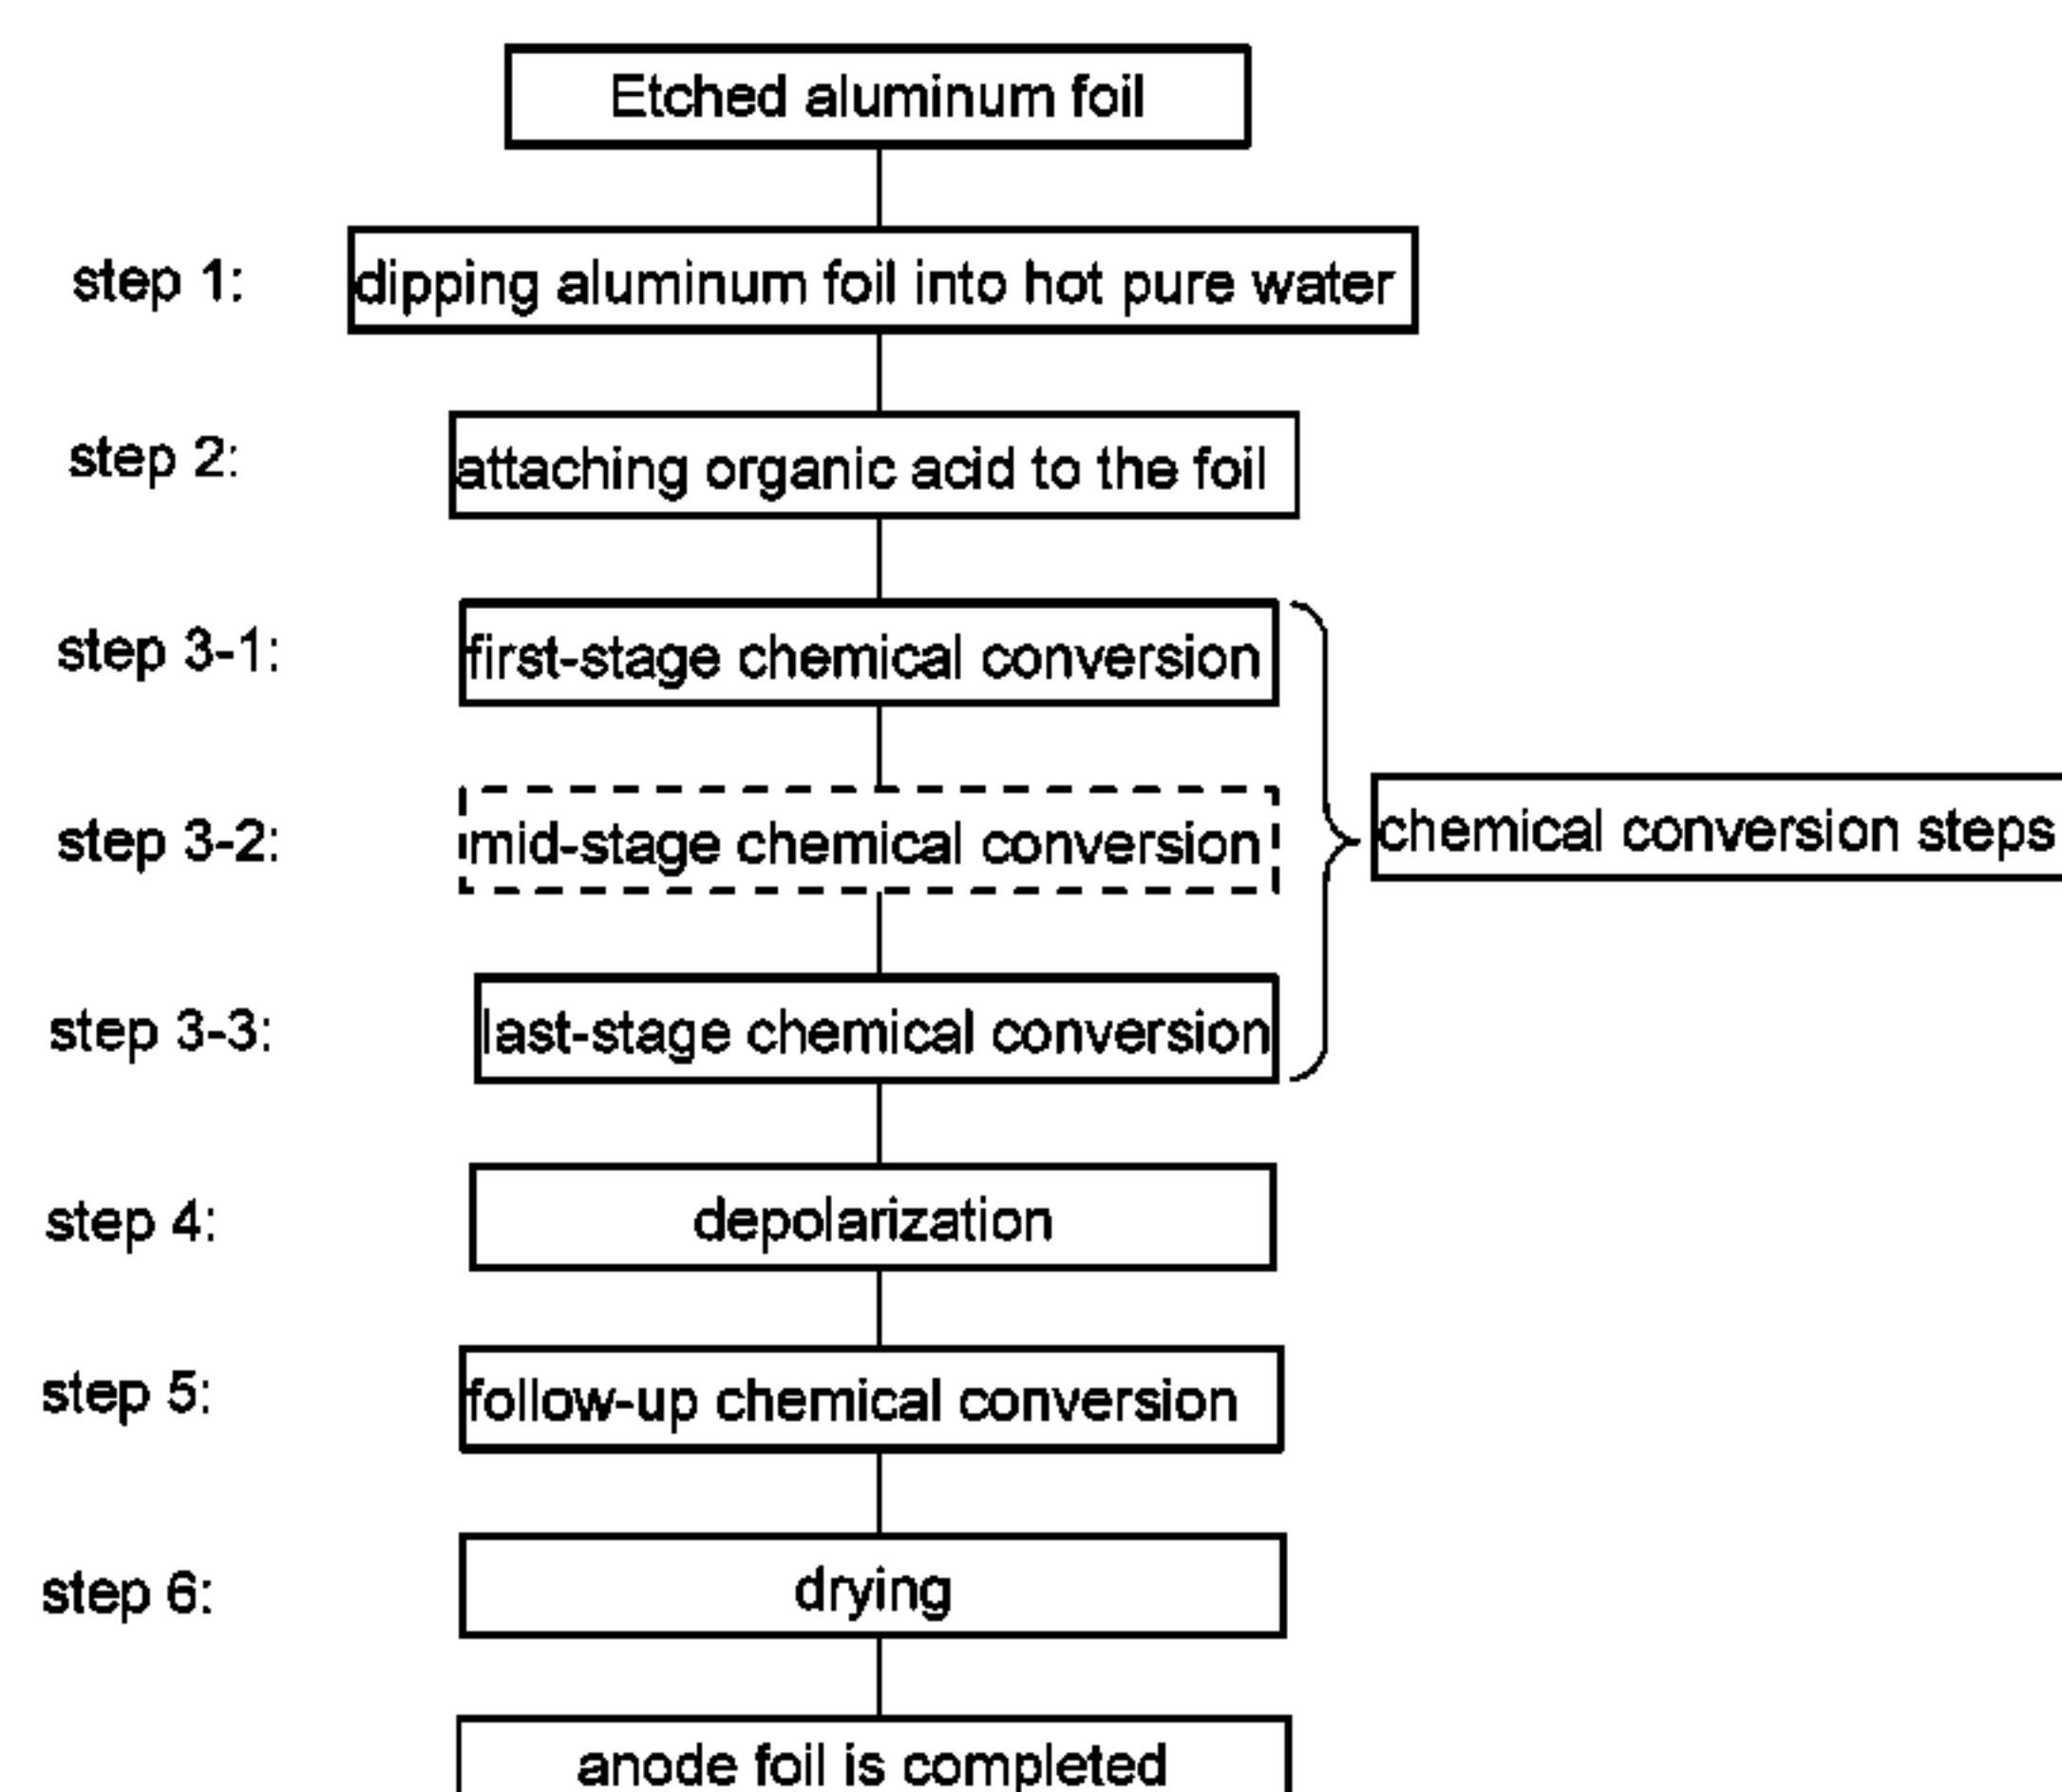 Etched aluminum foil
step 1: dipping aluminum foil into hot pure water
step 2: attaching organic acid to the foil
step 3-1: first-stage chemical conversion
step 3-2: mid-stage chemical conversion
chemical conversion steps
step 3-3: last-stage chemical conversion
step 4: depolarization
step 5: follow-up chemical conversion
step 6: drying
anode foil is completed